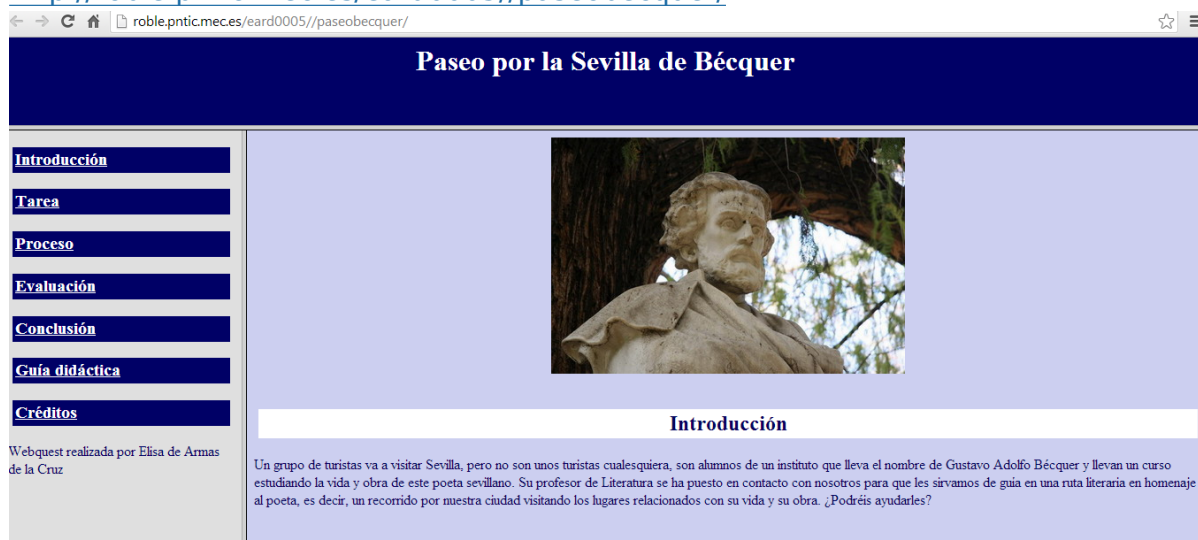 roble.pntic.mec.es/eard0005//paseobecquer/
Paseo por la Sevilla de Bécquer
Introducción
Tarea
Proceso
Evaluación
Conclusión
Guía didáctica
Créditos
Webquest realizada por Elisa de Armas
de la Cruz
Introducción
Un grupo de turistas va a visitar Sevilla, pero no son unos turistas cualesquiera, son alumnos de un instituto que lleva el nombre de Gustavo Adolfo Bécquer y llevan un curso
estudiando la vida y obra de este poeta sevillano. Su profesor de Literatura se ha puesto en contacto con nosotros para que les sirvamos de guia en una ruta literaria en homenaje
al poeta, es decir, un recorrido por nuestra ciudad visitando los lugares relacionados con su vida y su obra. ¿Podréis ayudarles?